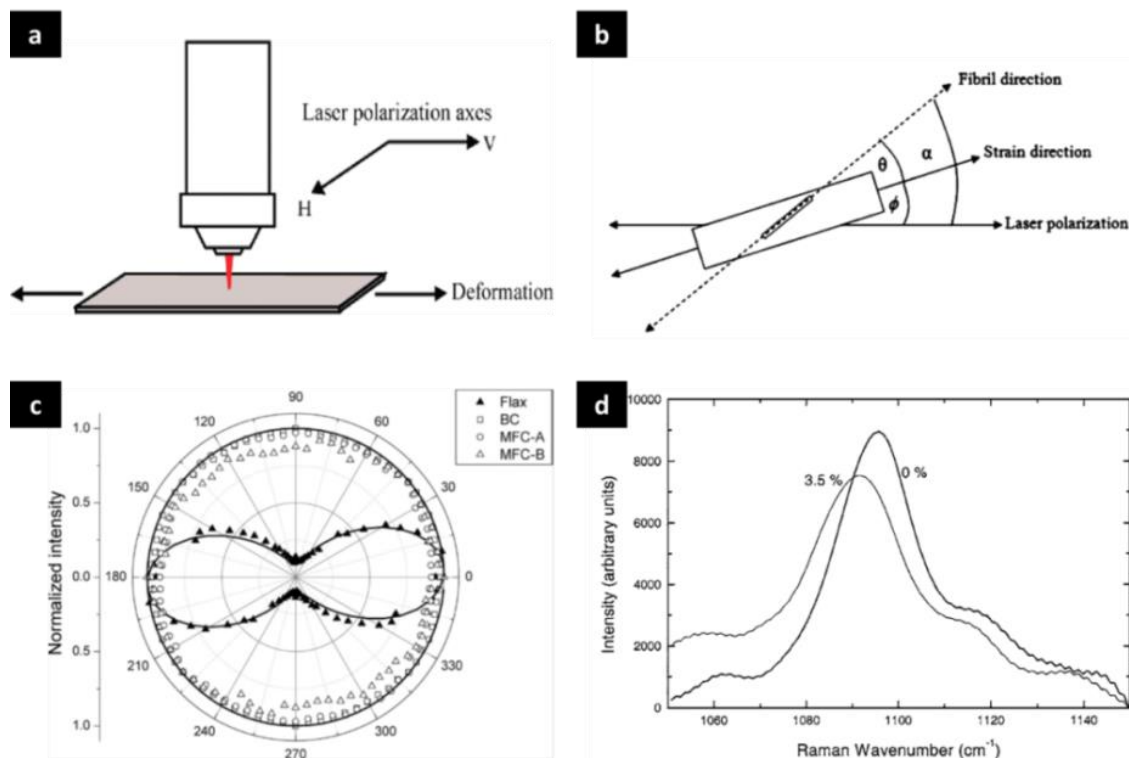 a
Laser polarization axes
V
H
Deformation
b
Fibril direction
θ
α
Strain direction
ϕ
Laser polarization
c
90
120
60
Flax
BC
MFC-A
MFC-B
1.0
0.5
0.0
0.5
1.0
Normalized intensity
150
30
180
0
210
330
240
300
270
d
10000
8000
6000
4000
2000
0
Intensity (arbitrary units)
3.5 %
0 %
1060
1080
1100
1120
1140
Raman Wavenumber (cm⁻¹)